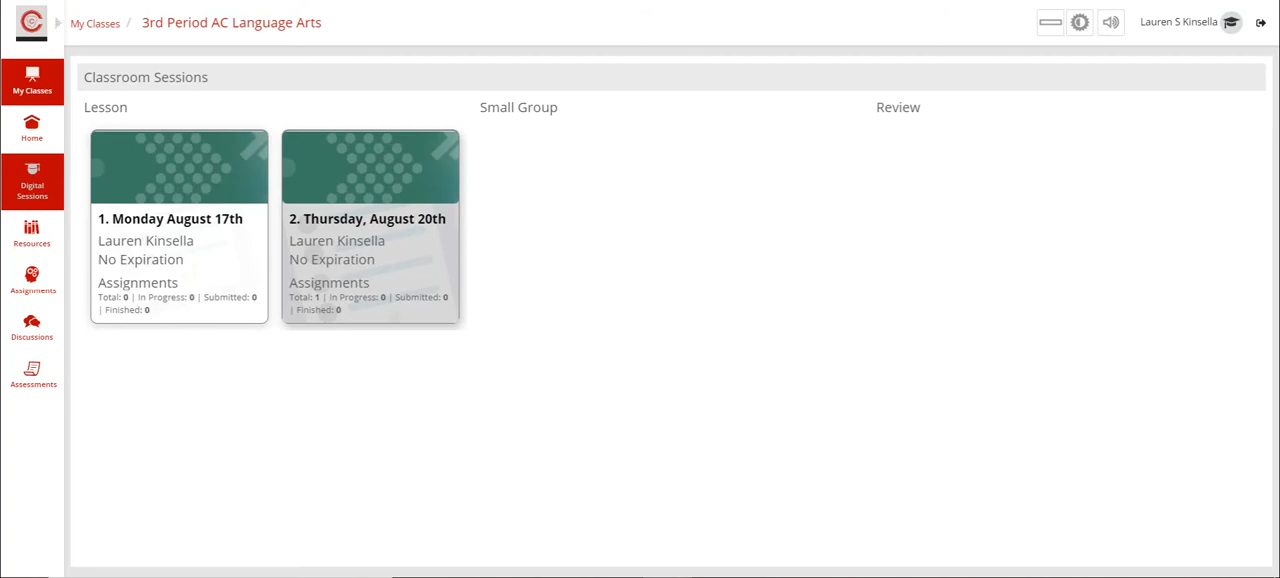 My Classes / 3rd Period AC Language Arts
Lauren S Kinsella
My Classes
Home
Digital
Sessions
Resources
Assignments
Discussions
Assessments
Classroom Sessions
Lesson
Small Group
Review
1. Monday August 17th
Lauren Kinsella
No Expiration
Assignments
Total: 0 | In Progress: 0 | Submitted: 0
| Finished: 0
2. Thursday, August 20th
Lauren Kinsella
No Expiration
Assignments
Total: 1 | In Progress: 0 | Submitted: 0
| Finished: 0